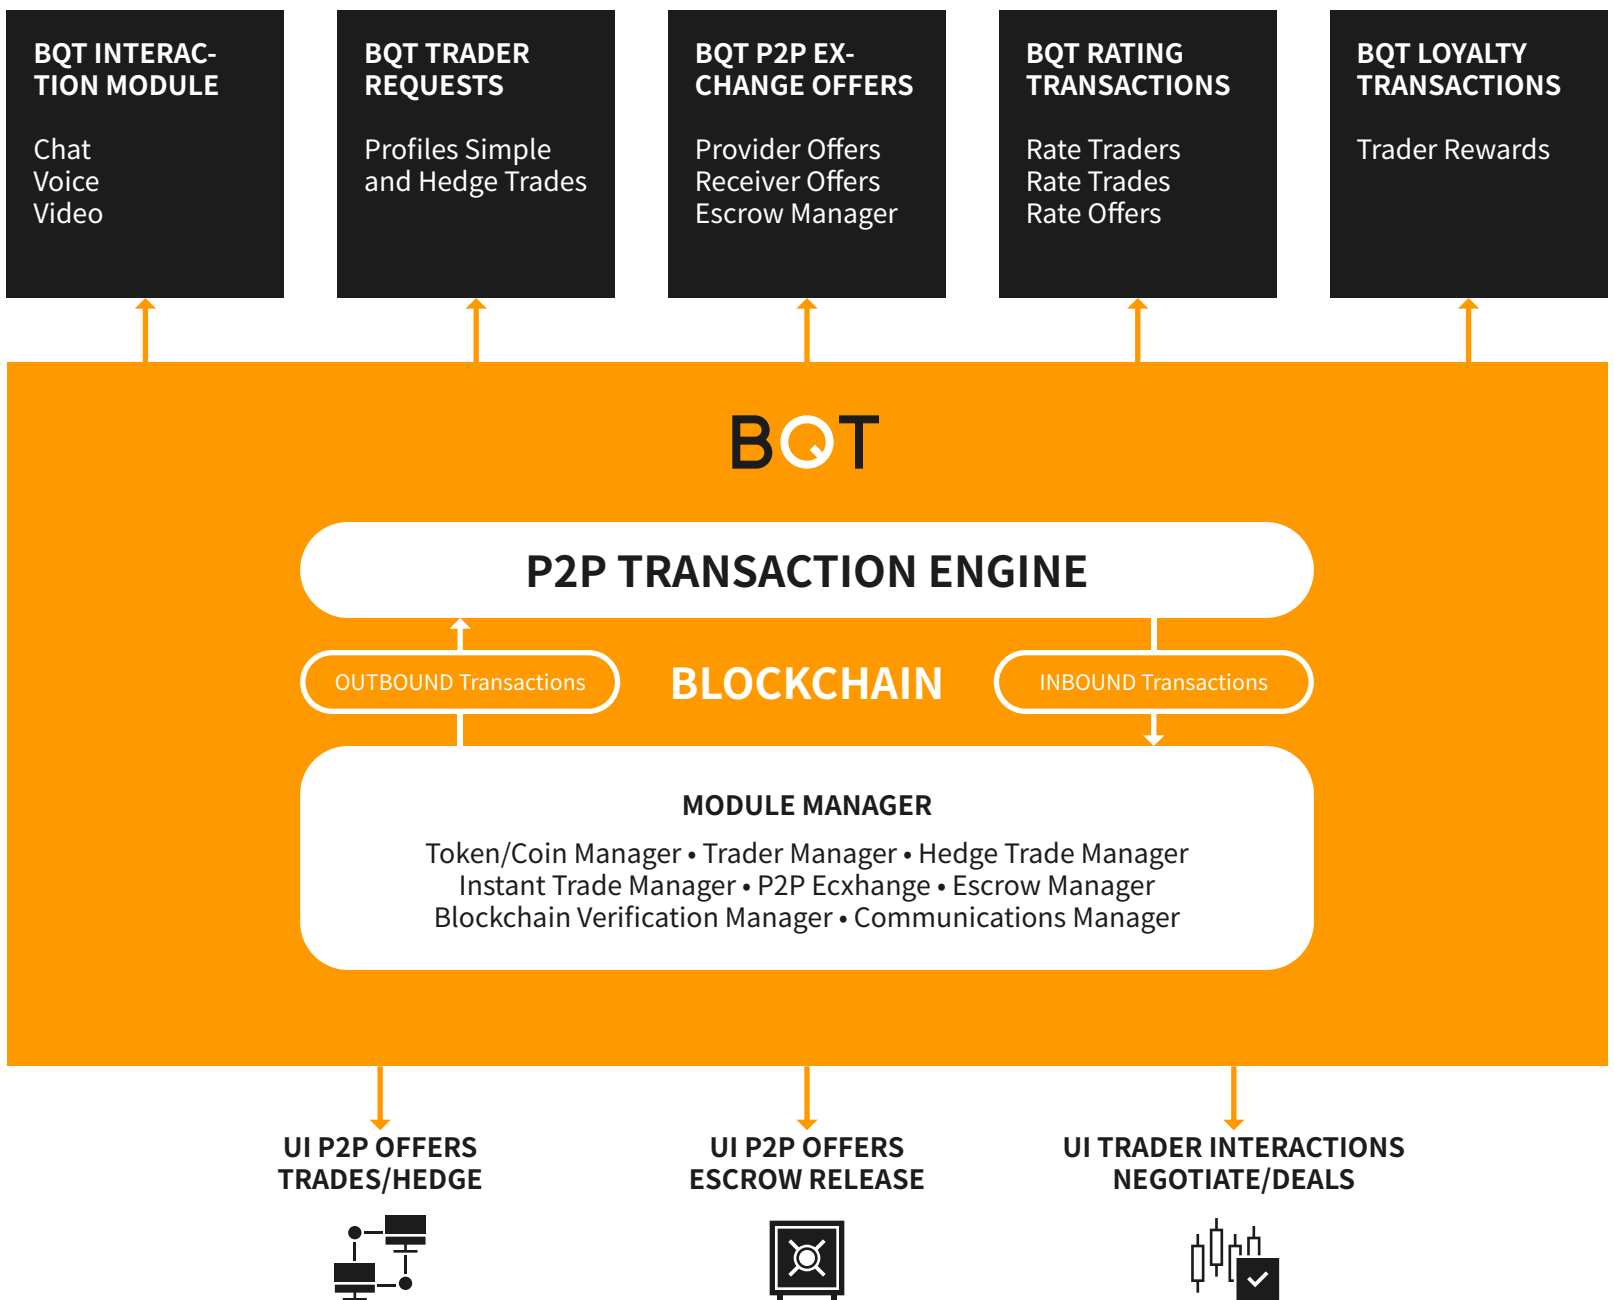 BQT INTERAC-
TION MODULE
Chat
Voice
Video
BQT TRADER
REQUESTS
Profiles Simple
and Hedge Trades
BQT P2P EX-
CHANGE OFFERS
Provider Offers
Receiver Offers
Escrow Manager
BQT RATING
TRANSACTIONS
Rate Traders
Rate Trades
Rate Offers
BQT LOYALTY
TRANSACTIONS
Trader Rewards
BQT
P2P TRANSACTION ENGINE
OUTBOUND Transactions
BLOCKCHAIN
INBOUND Transactions
MODULE MANAGER
Token/Coin Manager • Trader Manager • Hedge Trade Manager
Instant Trade Manager • P2P Ecxhange • Escrow Manager
Blockchain Verification Manager • Communications Manager
UI P2P OFFERS
TRADES/HEDGE
UI P2P OFFERS
ESCROW RELEASE
UI TRADER INTERACTIONS
NEGOTIATE/DEALS